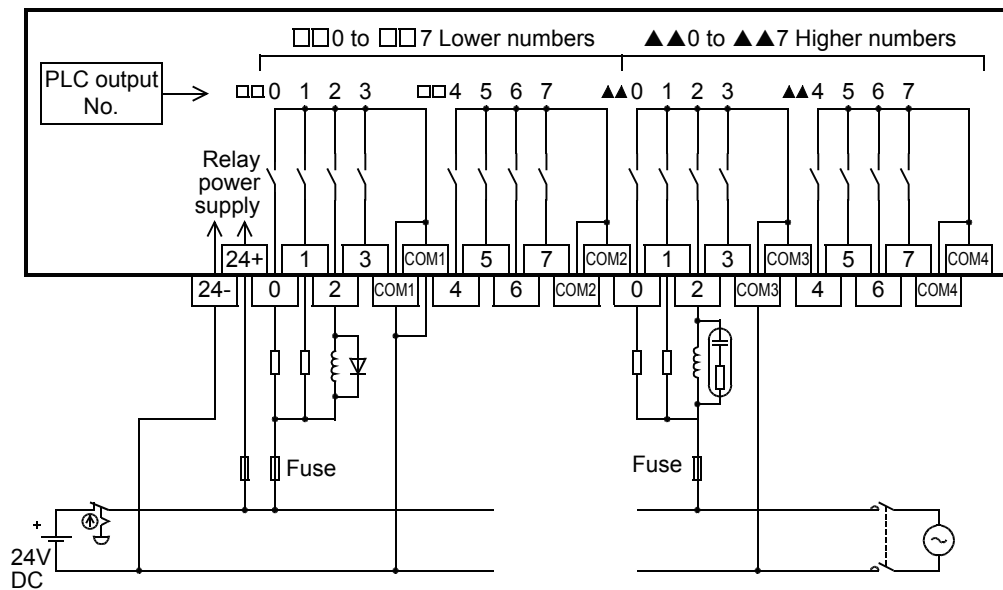 □□0 to □□7 Lower numbers ▲▲0 to ▲▲7 Higher numbers
PLC output
No.
□□0 1 2 3 □□4 5 6 7 ▲▲0 1 2 3 ▲▲4 5 6 7
Relay
power
supply
24+ 1 3 COM1 5 7 COM2 1 3 COM3 5 7 COM4
24- 0 2 COM1 4 6 COM2 0 2 COM3 4 6 COM4
Fuse Fuse
+
24V
DC